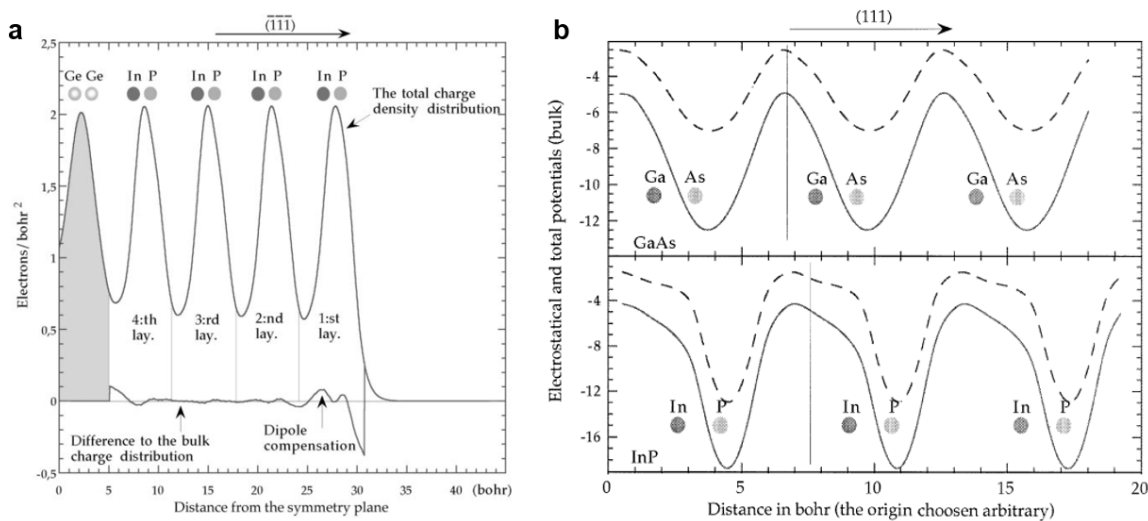 a
(1̅1̅1̅)
2,5
2
1,5
1
0,5
0
-0,5
Electrons/bohr ²
Ge Ge
In P
In P
In P
In P
The total charge
density distribution
4:th
lay.
3:rd
lay.
2:nd
lay.
1:st
lay.
Difference to the bulk
charge distribution
Dipole
compensation
0 5 10 15 20 25 30 35 40 (bohr)
Distance from the symmetry plane
b
(111)
Electrostatical and total potentials (bulk)
-4
-6
-8
-10
-12
Ga As
Ga As
Ga As
GaAs
-4
-8
-12
-16
In P
In P
In P
InP
0 5 10 15 20
Distance in bohr (the origin choosen arbitrary)